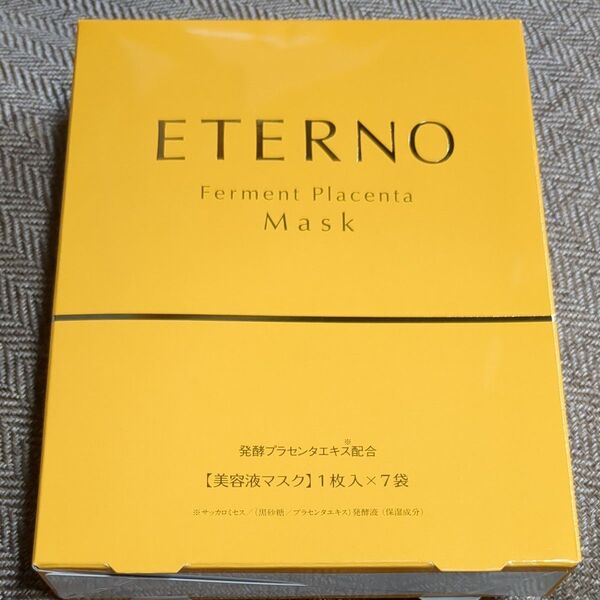 ETERNO
Ferment Placenta
Mask
発酵プラセンタエキス※配合
【美容液マスク】1枚入×7袋
※サッカロミセス/(黒砂糖/プラセンタエキス)発酵液(保湿成分)